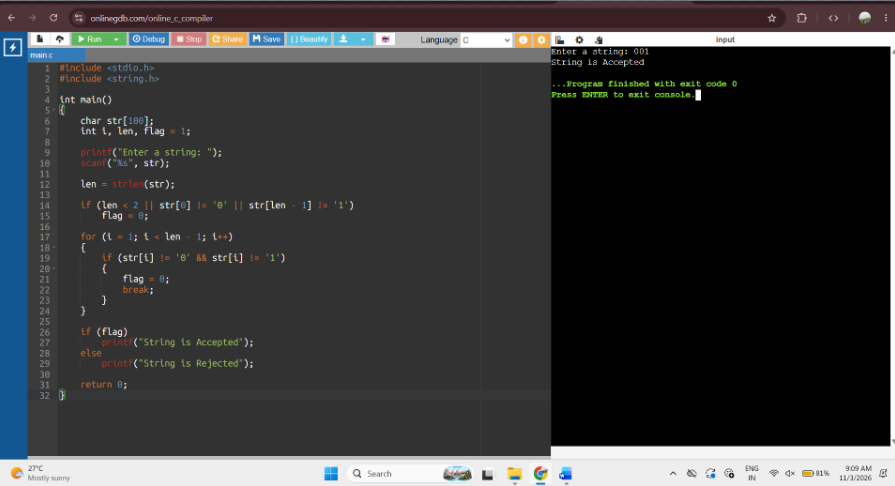 onlinegdb.com/online_c_compiler
Run Debug Stop Share Save { } Beautify Language C input
main.c
1 #include <stdio.h>
2 #include <string.h>
3
4 int main()
5 {
6 char str[100];
7 int i, len, flag = 1;
8
9 printf("Enter a string: ");
10 scanf("%s", str);
11
12 len = strlen(str);
13
14 if (len < 2 || str[0] != '0' || str[len - 1] != '1')
15 flag = 0;
16
17 for (i = 1; i < len - 1; i++)
18 {
19 if (str[i] != '0' && str[i] != '1')
20 {
21 flag = 0;
22 break;
23 }
24 }
25
26 if (flag)
27 printf("String is Accepted");
28 else
29 printf("String is Rejected");
30
31 return 0;
32 }
Enter a string: 001
String is Accepted
...Program finished with exit code 0
Press ENTER to exit console.
27°C
Mostly sunny
Search
ENG
IN
81%
9:09 AM
11/3/2026